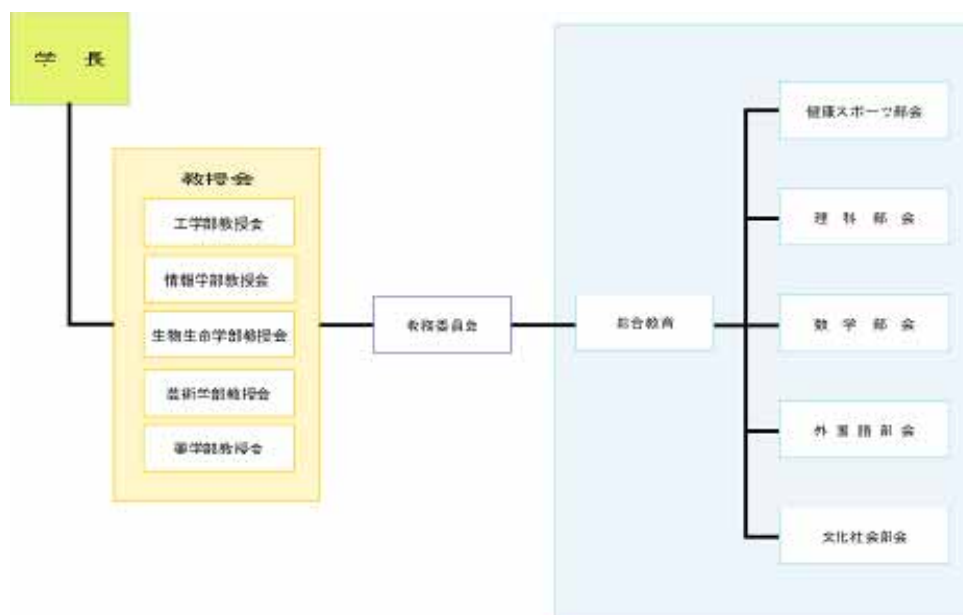 学 長
教授会
工学部教授会
情報学部教授会
生物生命学部教授会
芸術学部教授会
薬学部教授会
教務委員会
総合教育
健康スポーツ部会
理 科 部 会
数 学 部 会
外 国 語 部 会
文化社会部会